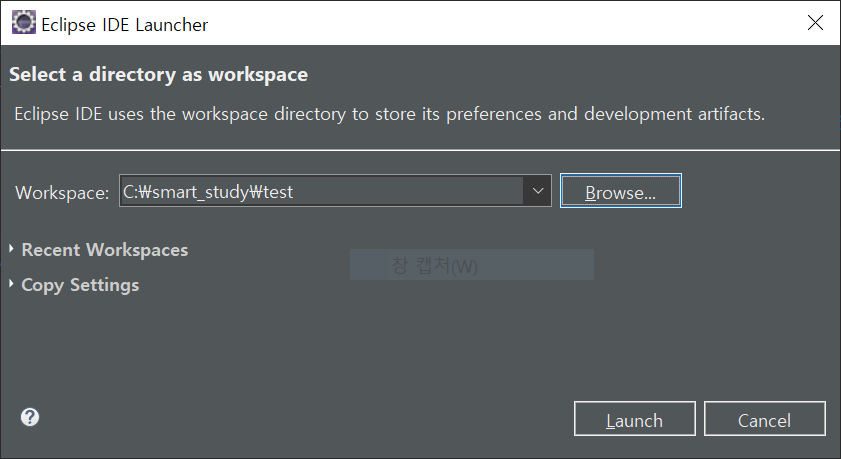 Eclipse IDE Launcher
Select a directory as workspace
Eclipse IDE uses the workspace directory to store its preferences and development artifacts.
Workspace: C:₩smart_study₩test Browse...
Recent Workspaces
창 캡처(W)
Copy Settings
? Launch Cancel